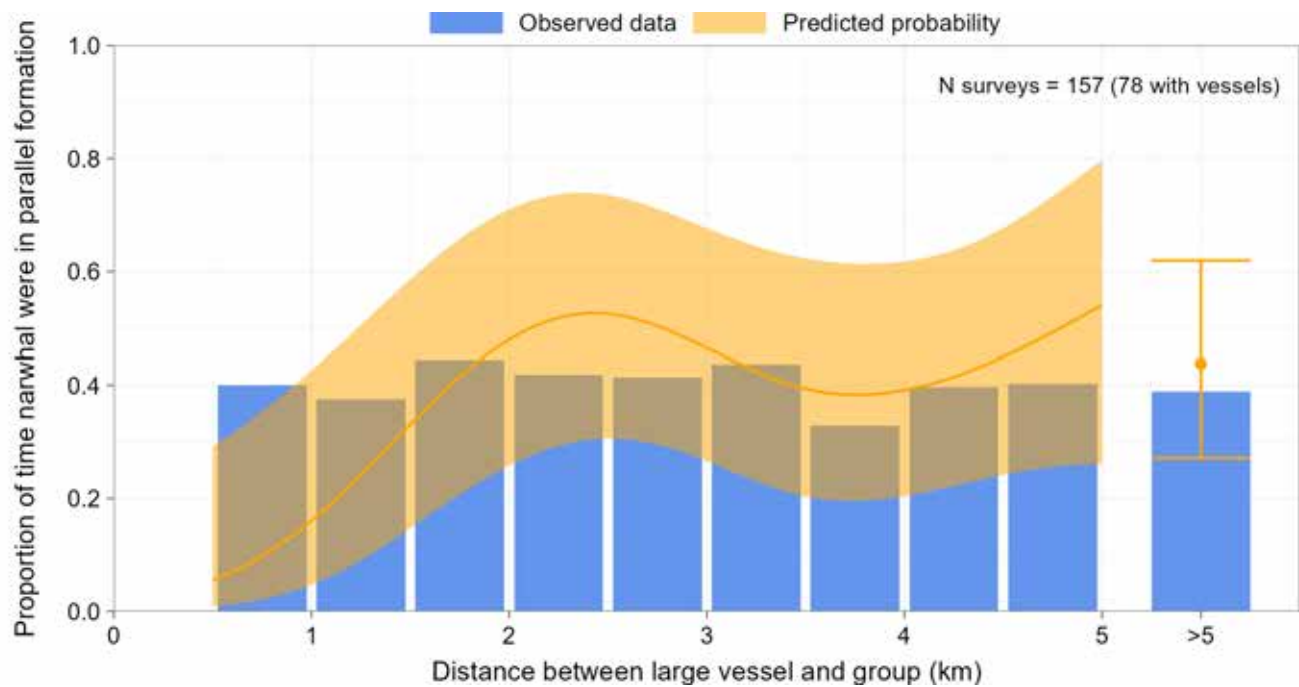 Observed data Predicted probability
N surveys = 157 (78 with vessels)
Proportion of time narwhal were in parallel formation
1.0
0.8
0.6
0.4
0.2
0.0
0 1 2 3 4 5 >5
Distance between large vessel and group (km)